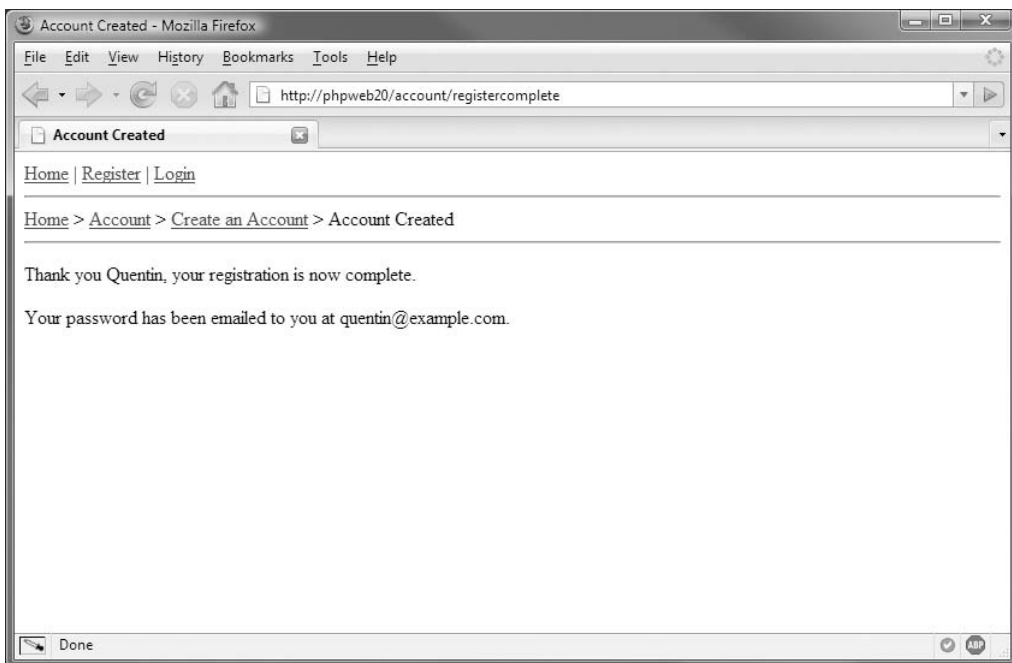 Account Created - Mozilla Firefox
File Edit View History Bookmarks Tools Help
http://phpweb20/account/registercomplete
Account Created
Home | Register | Login
Home > Account > Create an Account > Account Created
Thank you Quentin, your registration is now complete.
Your password has been emailed to you at quentin@example.com.
Done ABP